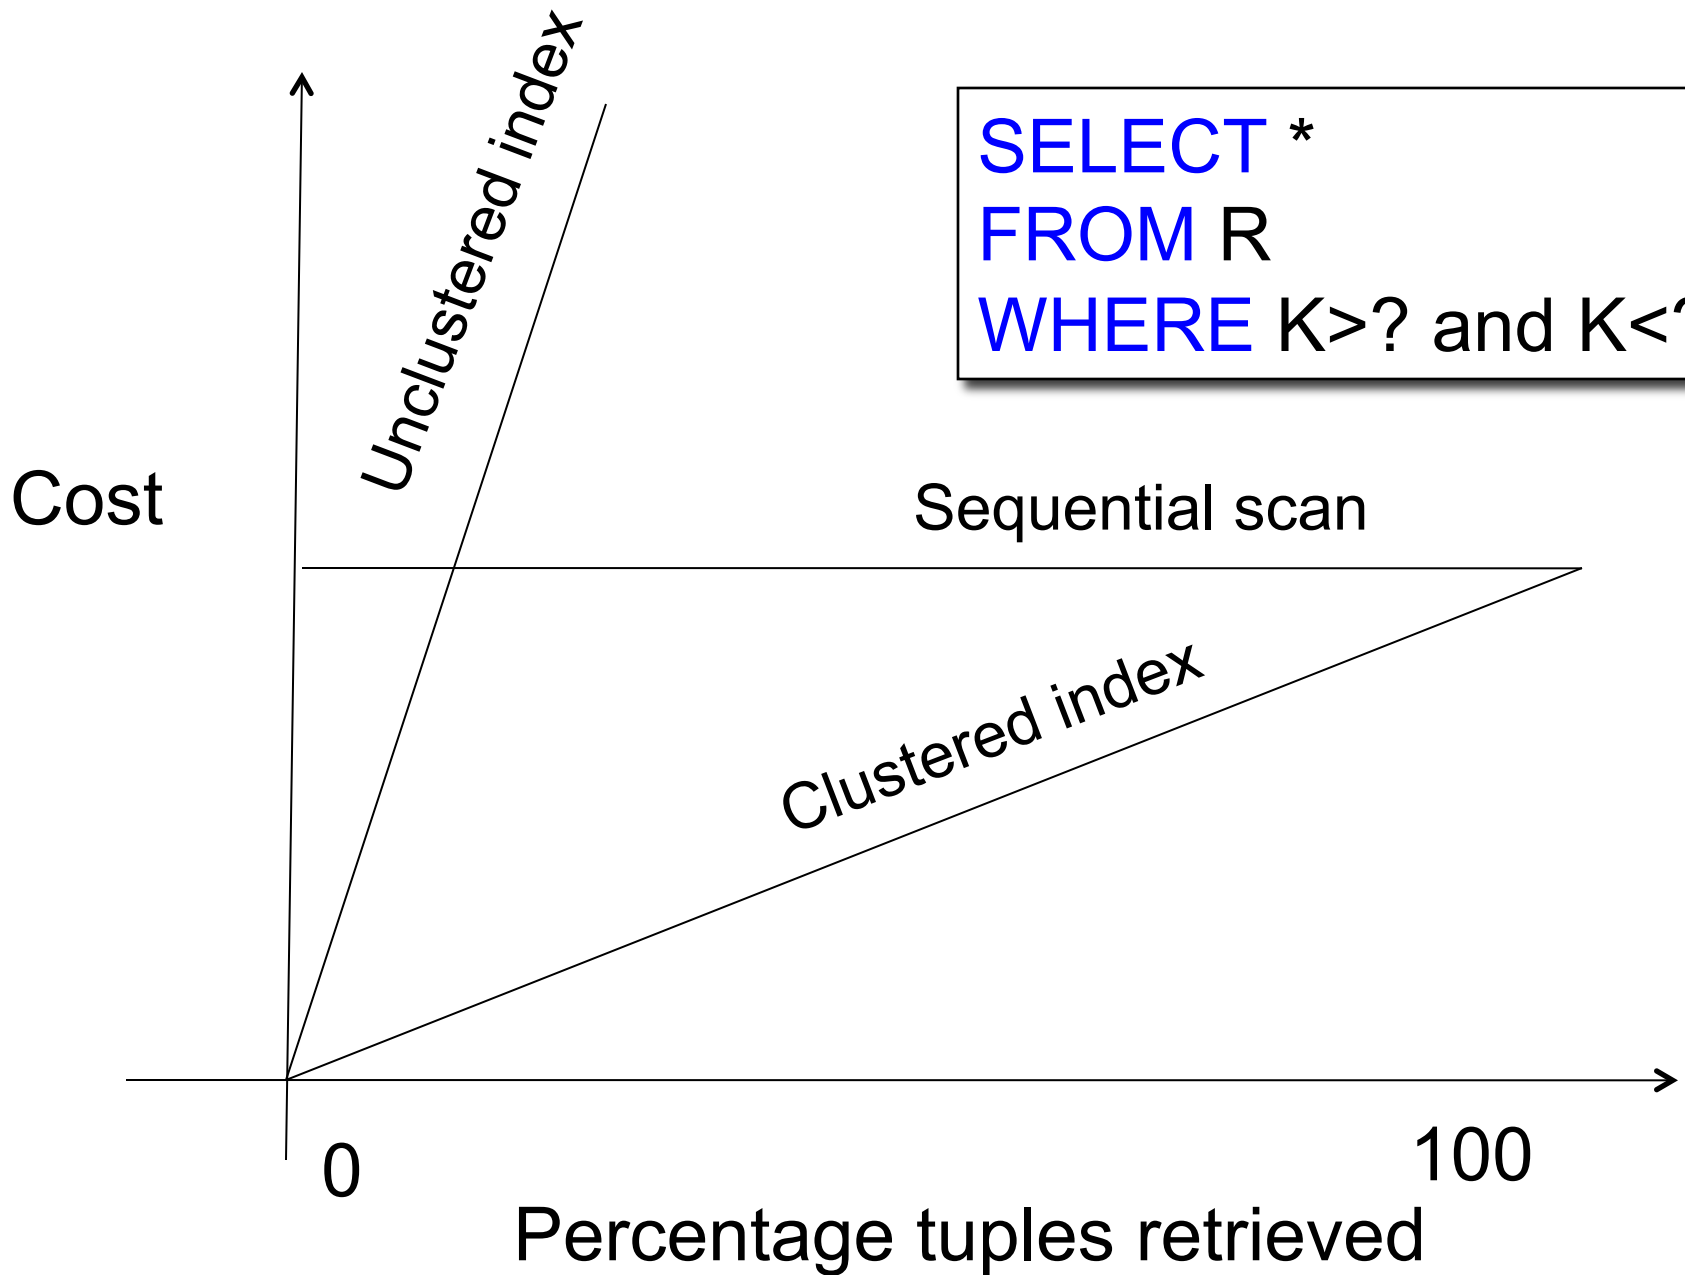 Unclustered index
SELECT *
FROM R
WHERE K>? and K<?
Cost
Sequential scan
Clustered index
0
100
Percentage tuples retrieved